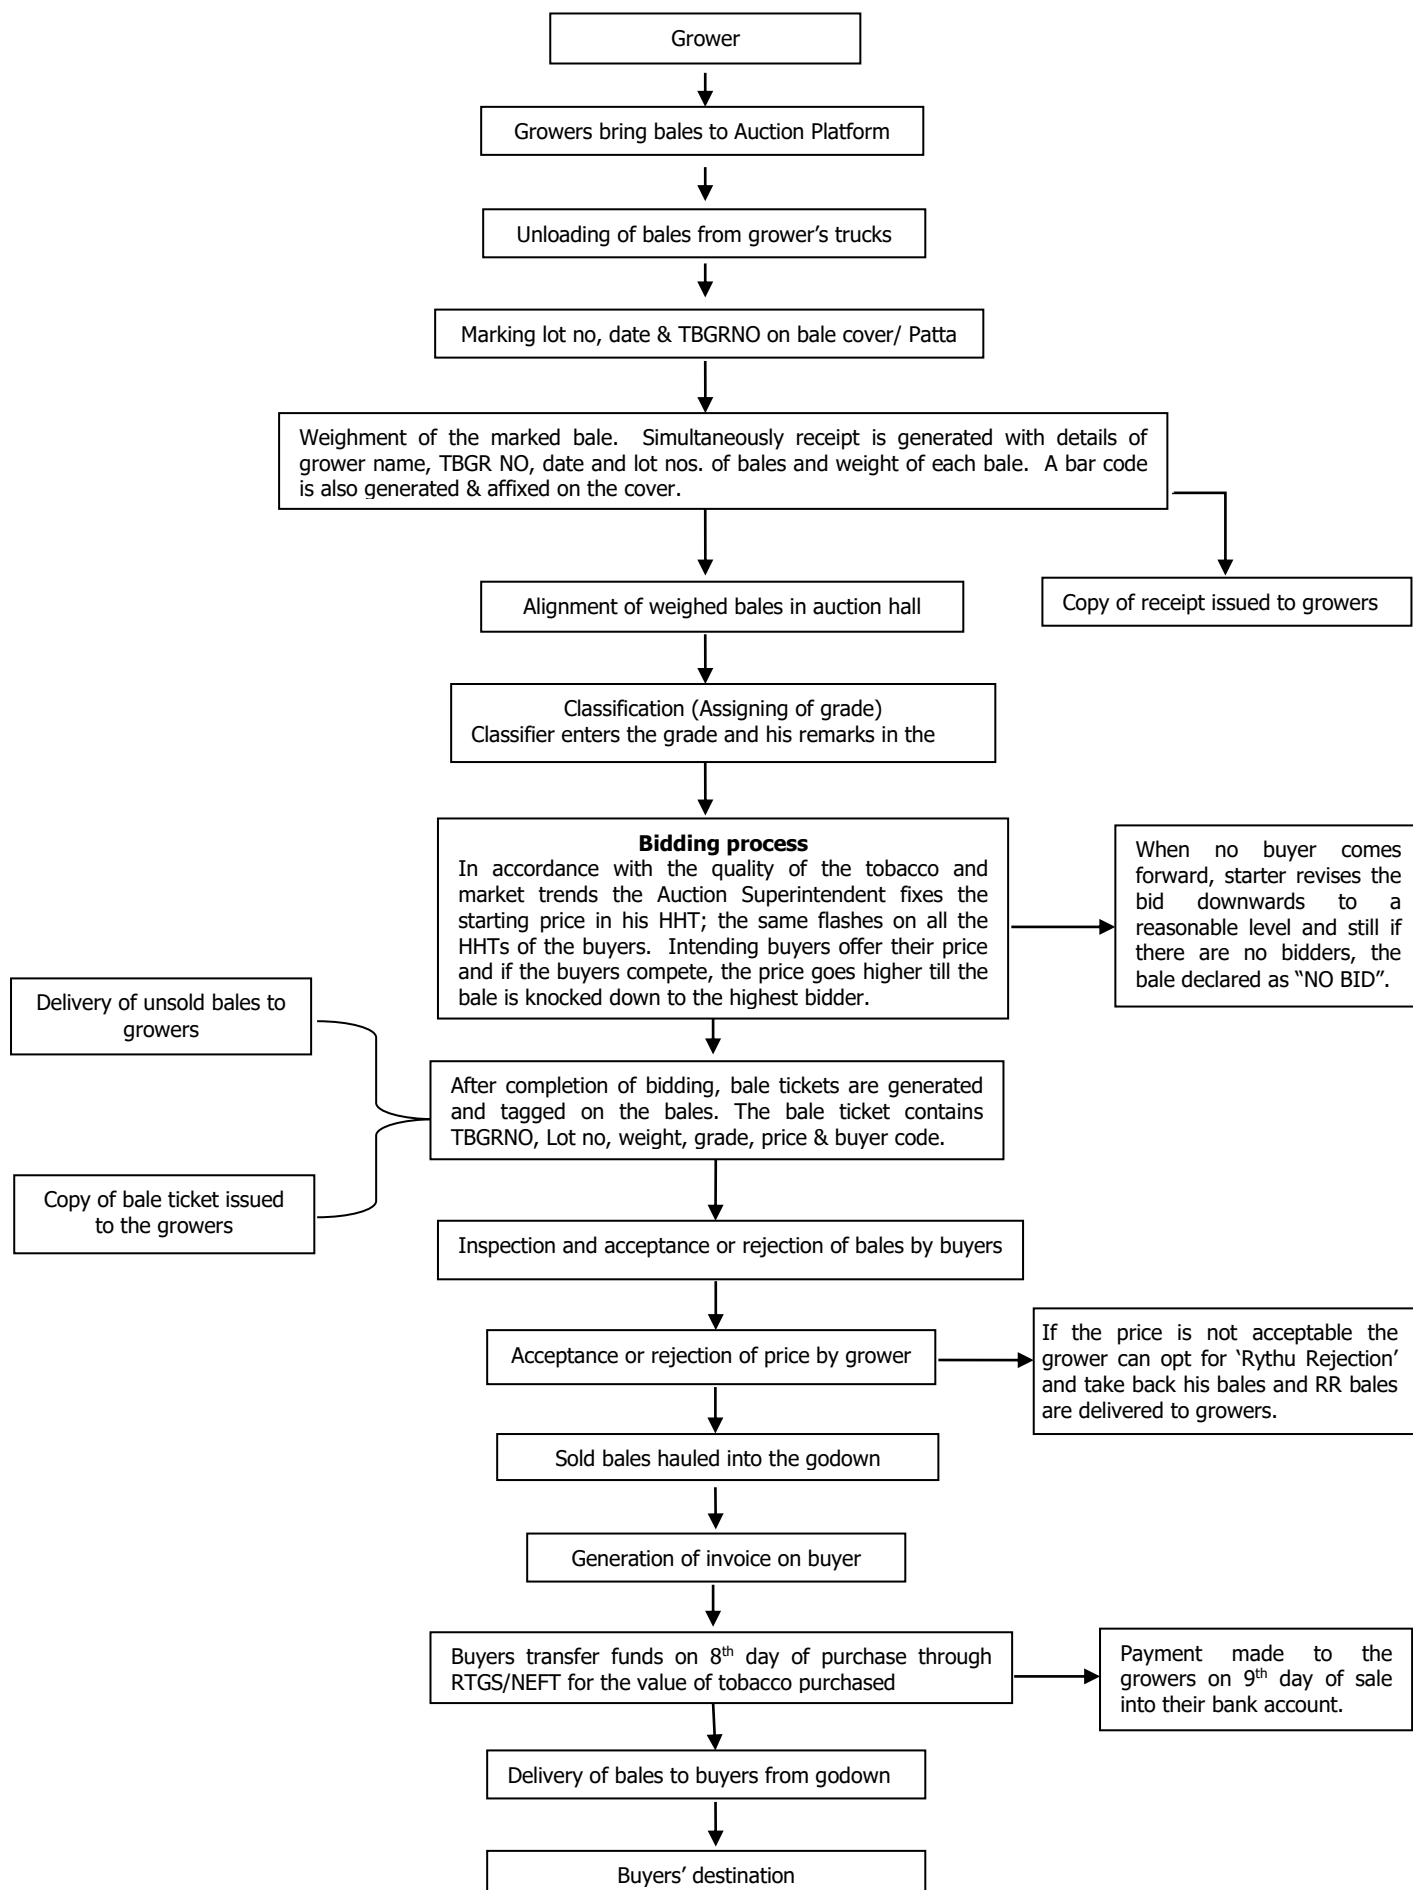 Grower
Growers bring bales to Auction Platform
Unloading of bales from grower’s trucks
Marking lot no, date & TBGRNO on bale cover/ Patta
Weighment of the marked bale. Simultaneously receipt is generated with details of
grower name, TBGR NO, date and lot nos. of bales and weight of each bale. A bar code
is also generated & affixed on the cover.
Alignment of weighed bales in auction hall
Copy of receipt issued to growers
Classification (Assigning of grade)
Classifier enters the grade and his remarks in the
Bidding process
In accordance with the quality of the tobacco and
market trends the Auction Superintendent fixes the
starting price in his HHT; the same flashes on all the
HHTs of the buyers. Intending buyers offer their price
and if the buyers compete, the price goes higher till the
bale is knocked down to the highest bidder.
When no buyer comes
forward, starter revises the
bid downwards to a
reasonable level and still if
there are no bidders, the
bale declared as “NO BID”.
Delivery of unsold bales to
growers
After completion of bidding, bale tickets are generated
and tagged on the bales. The bale ticket contains
TBGRNO, Lot no, weight, grade, price & buyer code.
Copy of bale ticket issued
to the growers
Inspection and acceptance or rejection of bales by buyers
Acceptance or rejection of price by grower
If the price is not acceptable the
grower can opt for ‘Rythu Rejection’
and take back his bales and RR bales
are delivered to growers.
Sold bales hauled into the godown
Generation of invoice on buyer
Buyers transfer funds on 8th day of purchase through
RTGS/NEFT for the value of tobacco purchased
Payment made to the
growers on 9th day of sale
into their bank account.
Delivery of bales to buyers from godown
Buyers’ destination